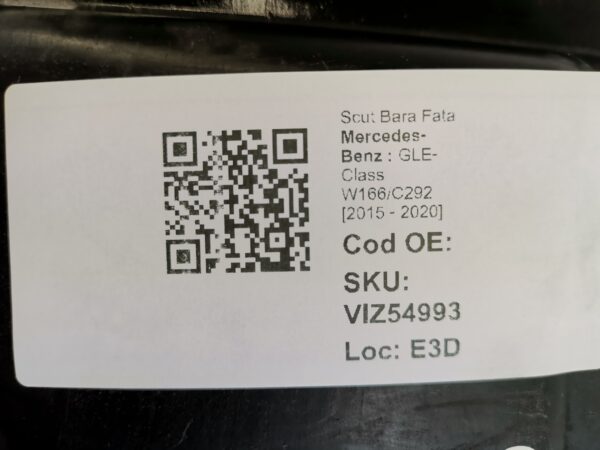 Scut Bara Fata
Mercedes-
Benz : GLE-
Class
W166/C292
[2015 - 2020]
Cod OE:
SKU:
VIZ54993
Loc: E3D